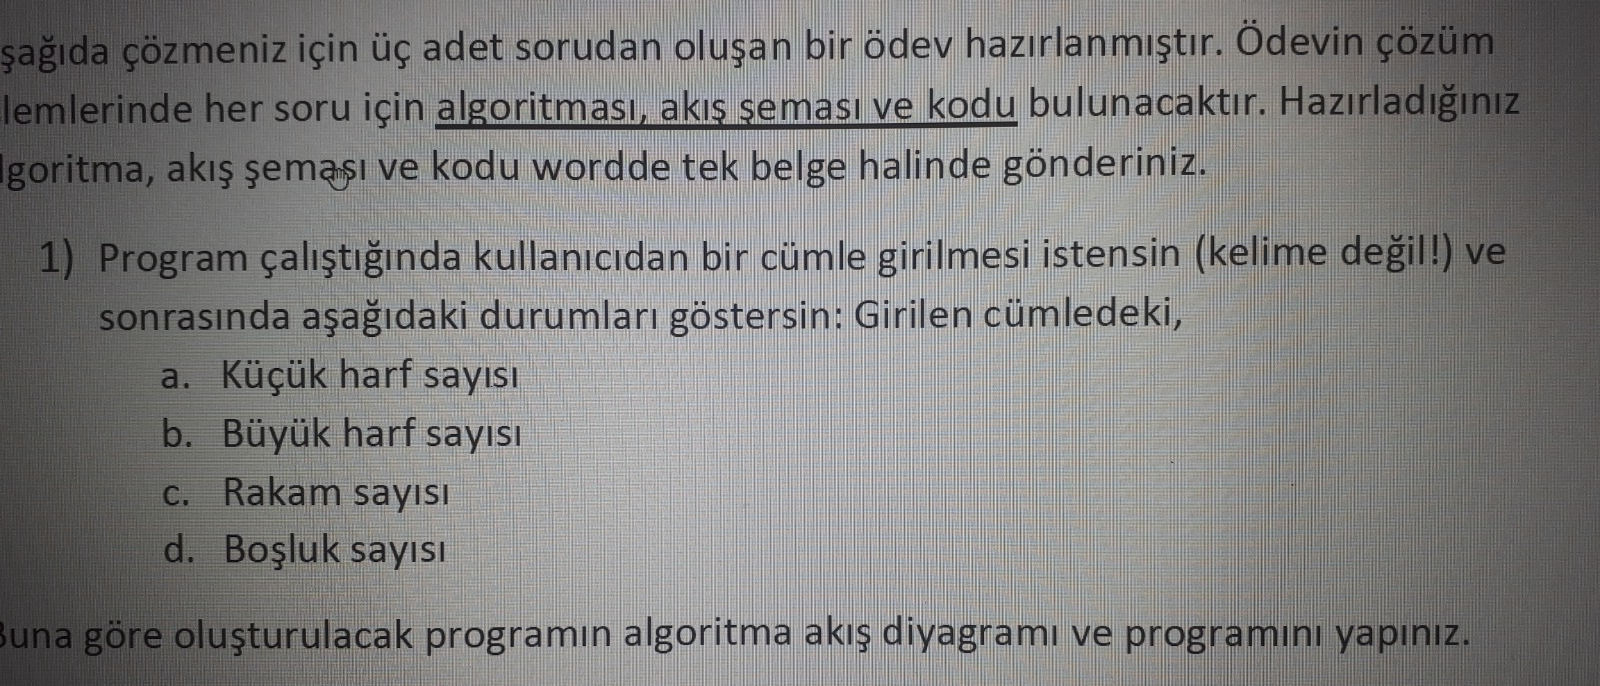 şağıda çözmeniz için üç adet sorudan oluşan bir ödev hazırlanmıştır. Ödevin çözüm
lemlerinde her soru için algoritması, akış şeması ve kodu bulunacaktır. Hazırladığınız
lgoritma, akış şeması ve kodu wordde tek belge halinde gönderiniz.
1) Program çalıştığında kullanıcıdan bir cümle girilmesi istensin (kelime değil!) ve
sonrasında aşağıdaki durumları göstersin: Girilen cümledeki,
a. Küçük harf sayısı
b. Büyük harf sayısı
c. Rakam sayısı
d. Boşluk sayısı
Buna göre oluşturulacak programın algoritma akış diyagramı ve programını yapınız.